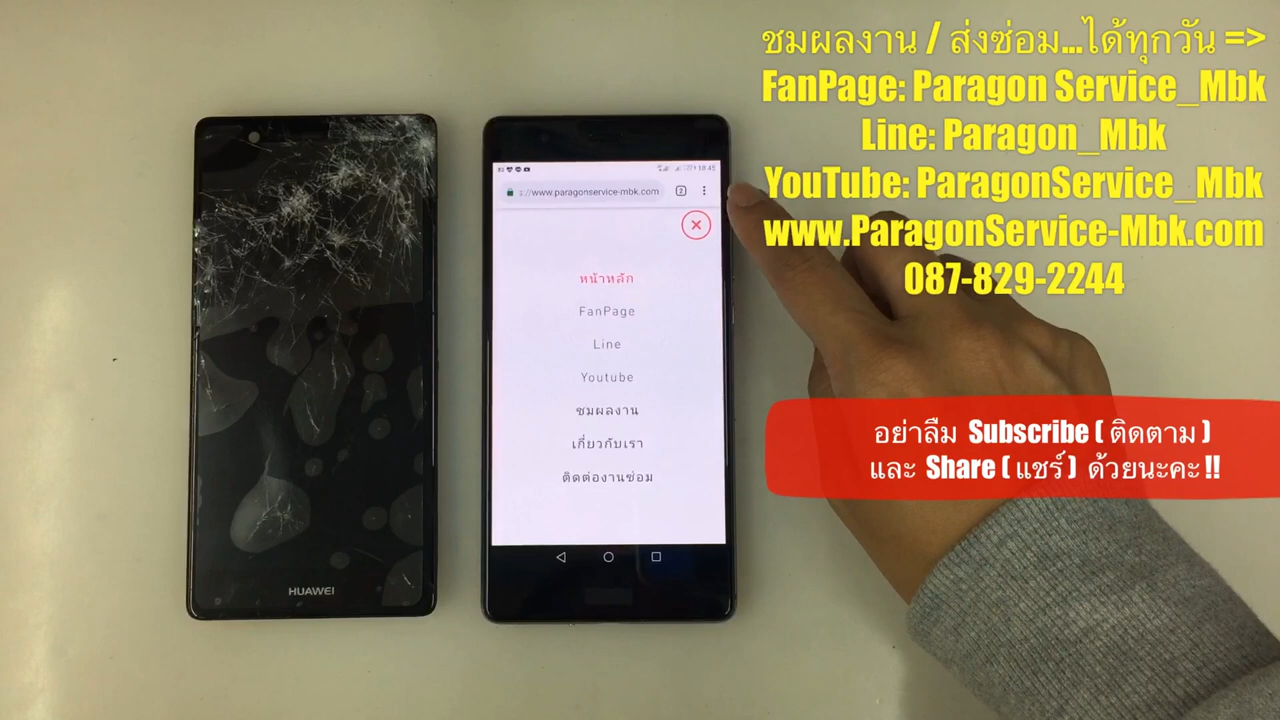 ชมผลงาน / ส่งซ่อม...ได้ทุกวัน =>
FanPage: Paragon Service_Mbk
Line: Paragon_Mbk
YouTube: ParagonService_Mbk
www.ParagonService-Mbk.com
087-829-2244
18:45
s://www.paragonservice-mbk.com
2
หน้าหลัก
FanPage
Line
Youtube
ชมผลงาน
เกี่ยวกับเรา
ติดต่องานซ่อม
HUAWEI
อย่าลืม Subscribe ( ติดตาม )
และ Share ( แชร์ ) ด้วยนะคะ !!